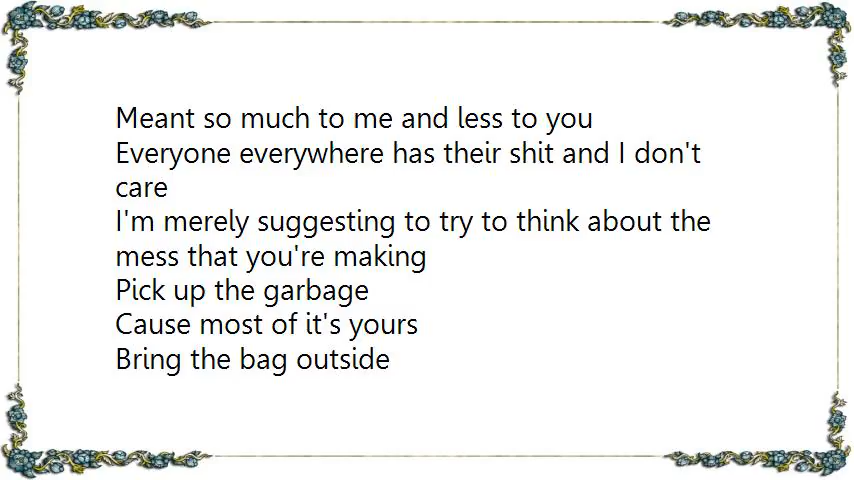 Meant so much to me and less to you
Everyone everywhere has their shit and I don't
care
I'm merely suggesting to try to think about the
mess that you're making
Pick up the garbage
Cause most of it's yours
Bring the bag outside